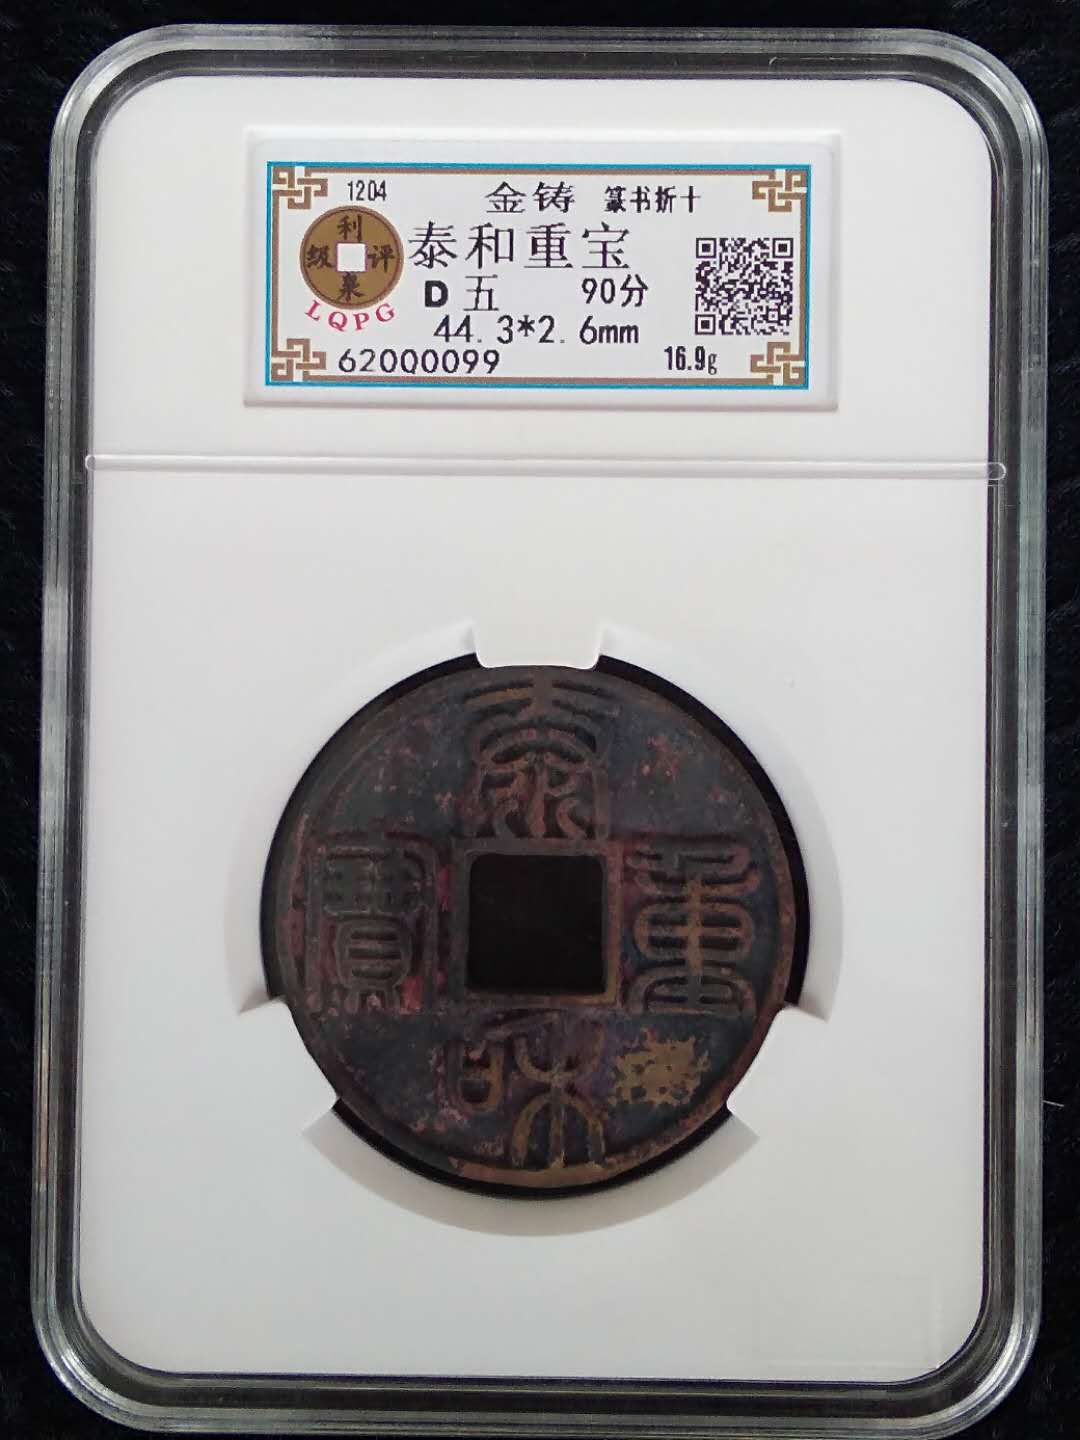 1204 金铸 篆书折十
利泉评级
泰和重宝
D 五 90分
LQPG
44.3*2.6mm
62000099 16.9g
泰
寶 重
和